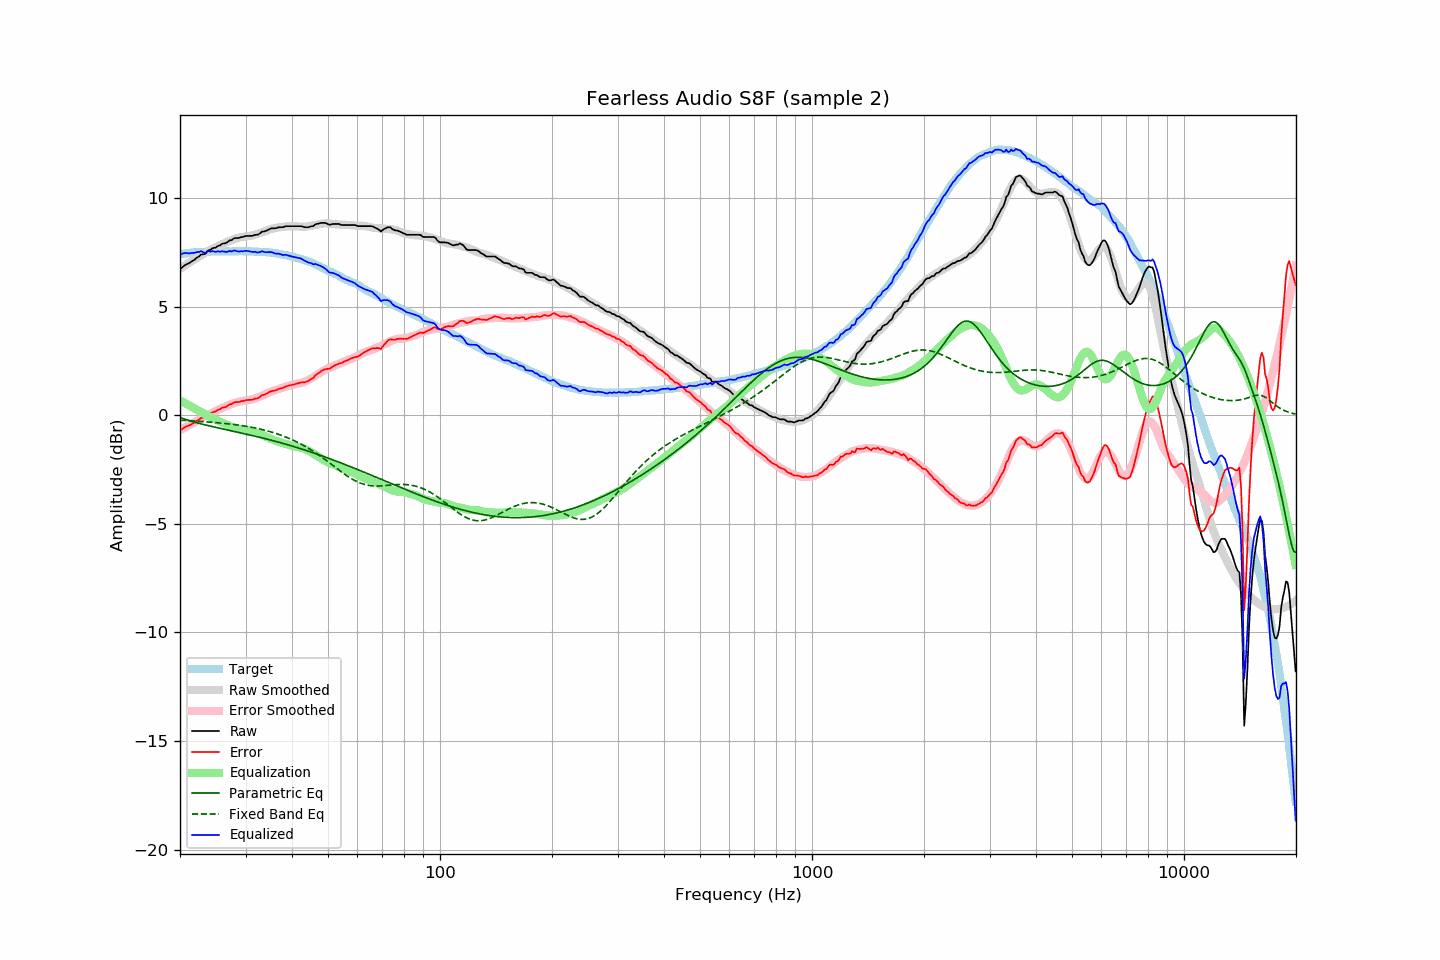 Fearless Audio S8F (sample 2)
Amplitude (dBr)
10
5
0
−5
−10
−15
−20
Target
Raw Smoothed
Error Smoothed
Raw
Error
Equalization
Parametric Eq
Fixed Band Eq
Equalized
100 1000 10000
Frequency (Hz)